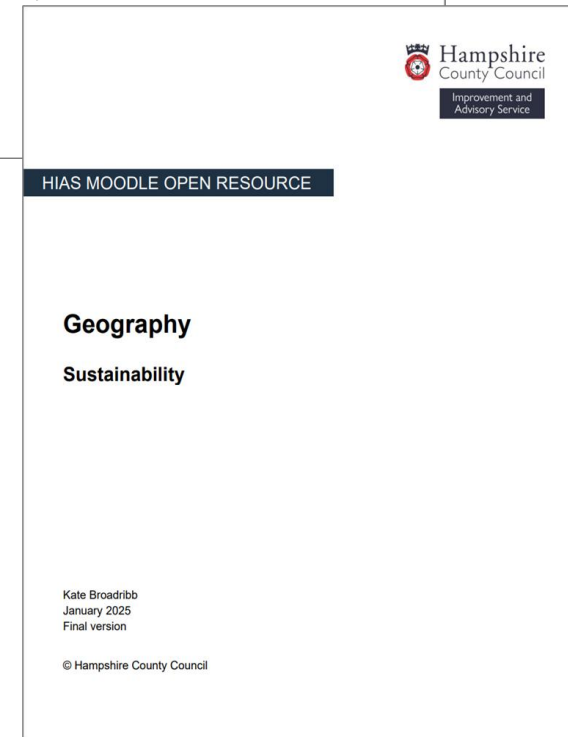 Hampshire
County Council
Improvement and
Advisory Service
HIAS MOODLE OPEN RESOURCE
Geography
Sustainability
Kate Broadribb
January 2025
Final version
© Hampshire County Council